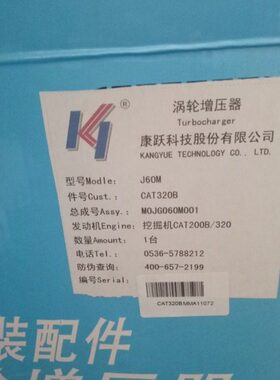 涡轮增压器
Turbocharger
康跃科技股份有限公司
KANGYUE TECHNOLOGY CO., LTD.
型号Modle: J60M
件号Cust.: CAT320B
总成号Assy.: M0JG060M001
发动机Engine: 挖掘机CAT200B/320
数量Amount: 1台
电话Tel.: 0536-5788212
防伪查询: 400-657-2199
编号Serial:
CAT320B/MMA11072
装配件